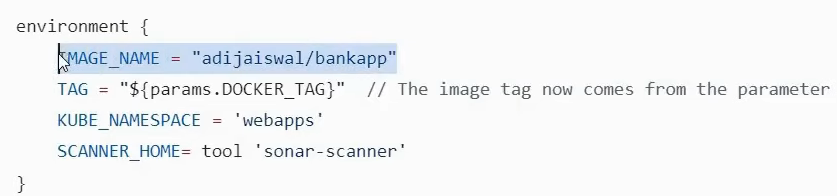 environment {
IMAGE_NAME = "adijaiswal/bankapp"
TAG = "${params.DOCKER_TAG}"  // The image tag now comes from the parameter
KUBE_NAMESPACE = 'webapps'
SCANNER_HOME= tool 'sonar-scanner'
}